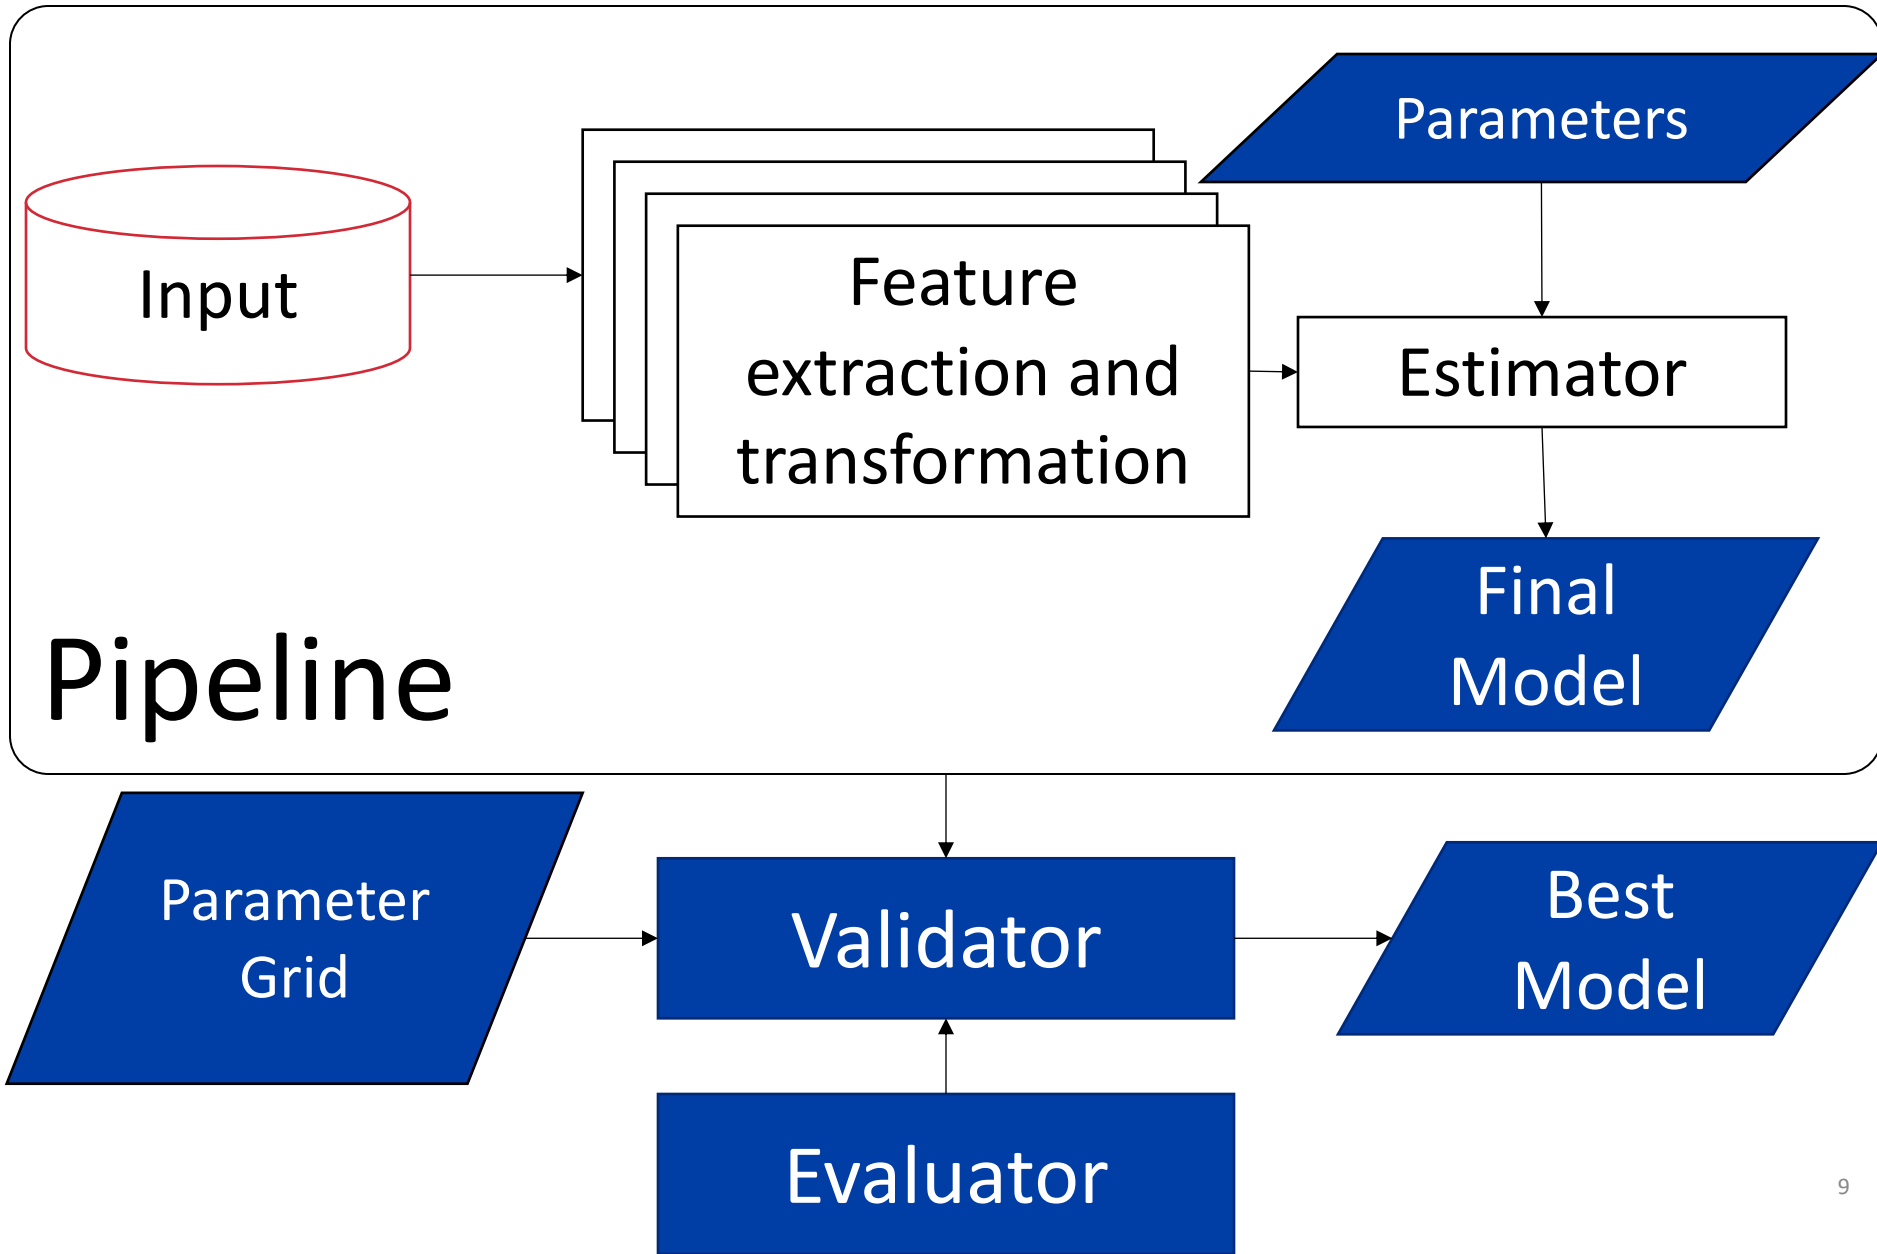 Parameters
Input
Feature
extraction and
transformation
Estimator
Final
Model
Pipeline
Parameter
Grid
Validator
Best
Model
Evaluator
9